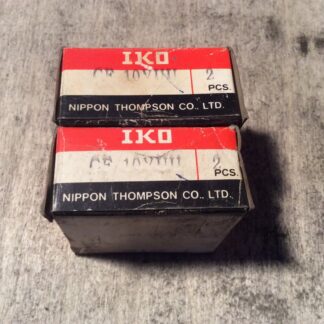 IKO
2
PCS.
NIPPON THOMPSON CO., LTD.
IKO
2
PCS.
NIPPON THOMPSON CO., LTD.